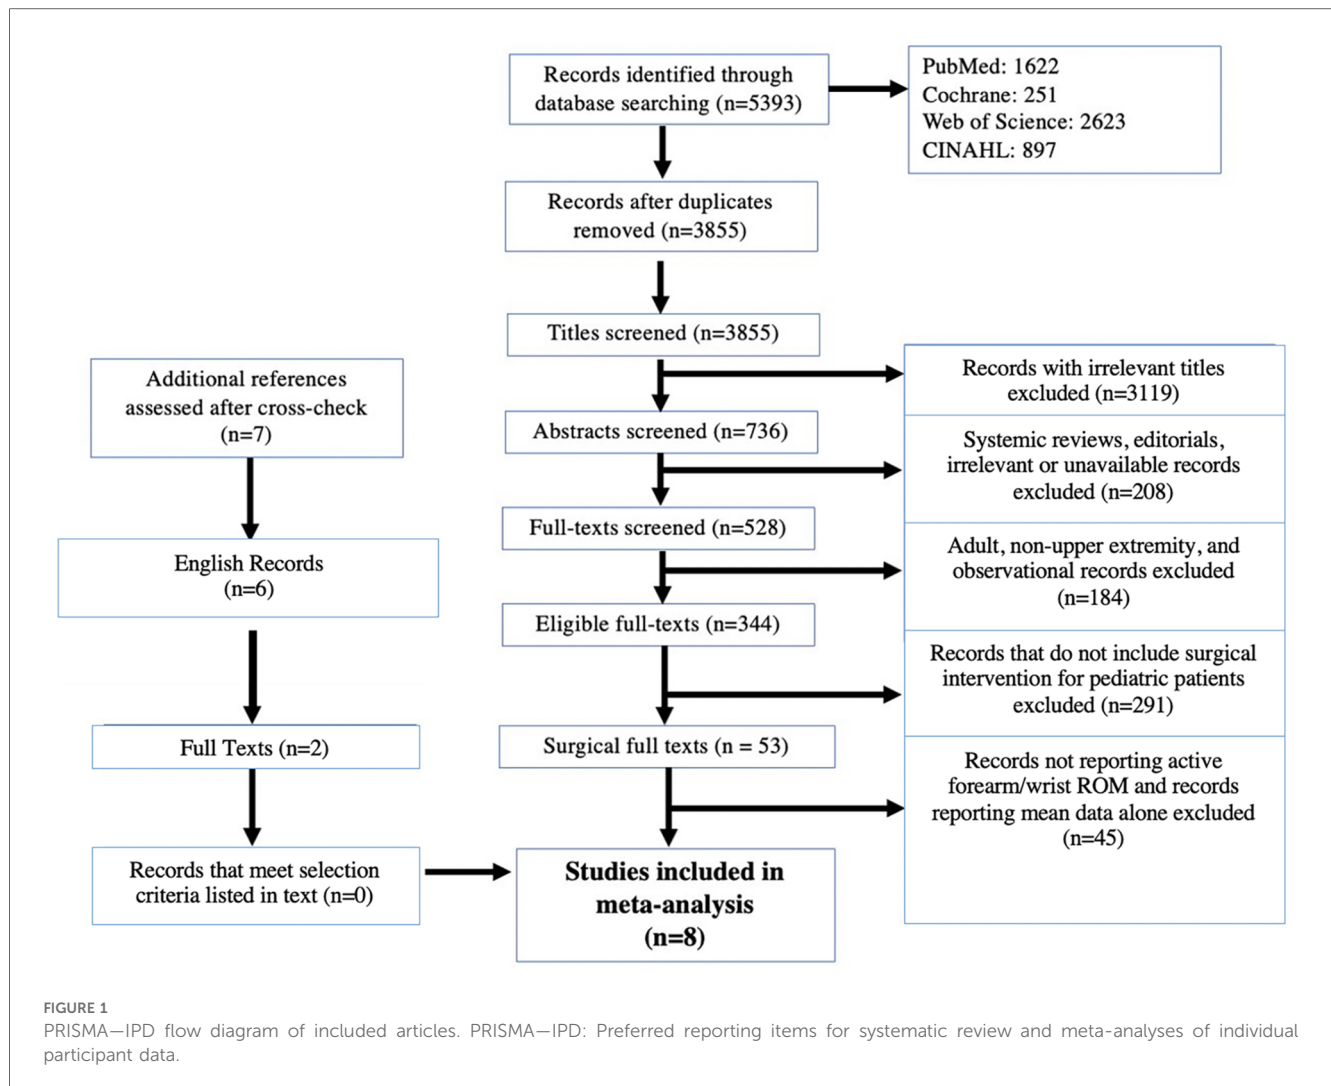 Records identified through
database searching (n=5393)
PubMed: 1622
Cochrane: 251
Web of Science: 2623
CINAHL: 897
Records after duplicates
removed (n=3855)
Titles screened (n=3855)
Records with irrelevant titles
excluded (n=3119)
Abstracts screened (n=736)
Systemic reviews, editorials,
irrelevant or unavailable records
excluded (n=208)
Full-texts screened (n=528)
Adult, non-upper extremity, and
observational records excluded
(n=184)
Eligible full-texts (n=344)
Records that do not include surgical
intervention for pediatric patients
excluded (n=291)
Surgical full texts (n = 53)
Records not reporting active
forearm/wrist ROM and records
reporting mean data alone excluded
(n=45)
Additional references
assessed after cross-check
(n=7)
English Records
(n=6)
Full Texts (n=2)
Records that meet selection
criteria listed in text (n=0)
Studies included in
meta-analysis
(n=8)
FIGURE 1
PRISMA—IPD flow diagram of included articles. PRISMA—IPD: Preferred reporting items for systematic review and meta-analyses of individual
participant data.